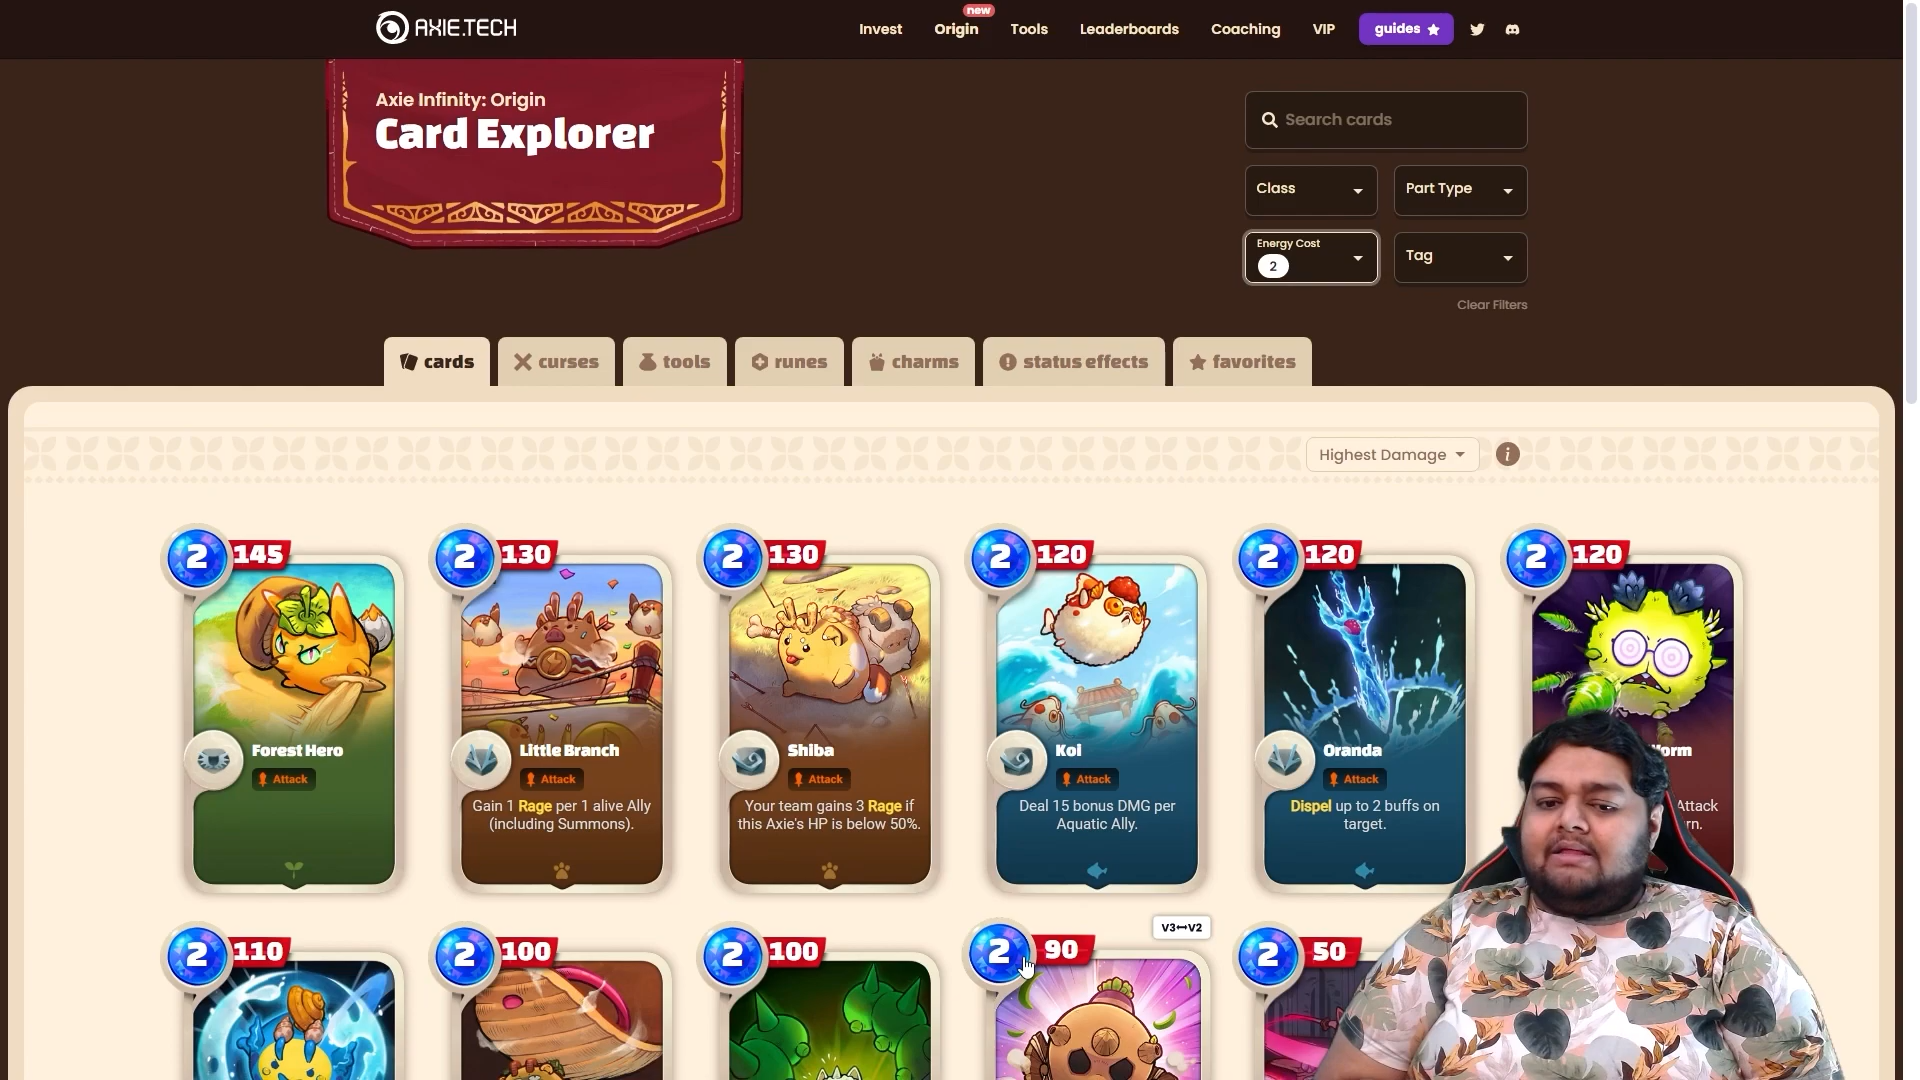 AXIE.TECH
Invest
new
Origin
Tools
Leaderboards
Coaching
VIP
guides
Axie Infinity: Origin
Card Explorer
Search cards
Class
Part Type
Energy Cost
2
Tag
Clear Filters
cards
curses
tools
runes
charms
status effects
favorites
Highest Damage
i
2 145
Forest Hero
Attack
2 130
Little Branch
Attack
Gain 1 Rage per 1 alive Ally
(including Summons).
2 130
Shiba
Attack
Your team gains 3 Rage if
this Axie's HP is below 50%.
2 120
Koi
Attack
Deal 15 bonus DMG per
Aquatic Ally.
2 120
Oranda
Attack
Dispel up to 2 buffs on
target.
2 120
Attack
2 110
2 100
2 100
2 90
V3↔V2
2 50